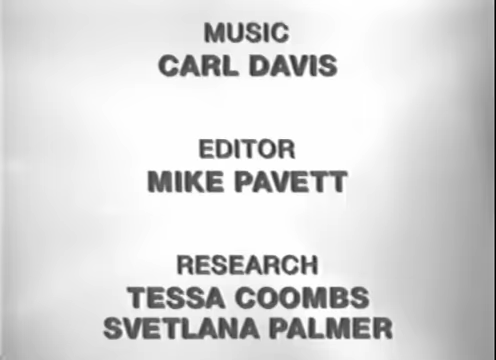 MUSIC
CARL DAVIS
EDITOR
MIKE PAVETT
RESEARCH
TESSA COOMBS
SVETLANA PALMER